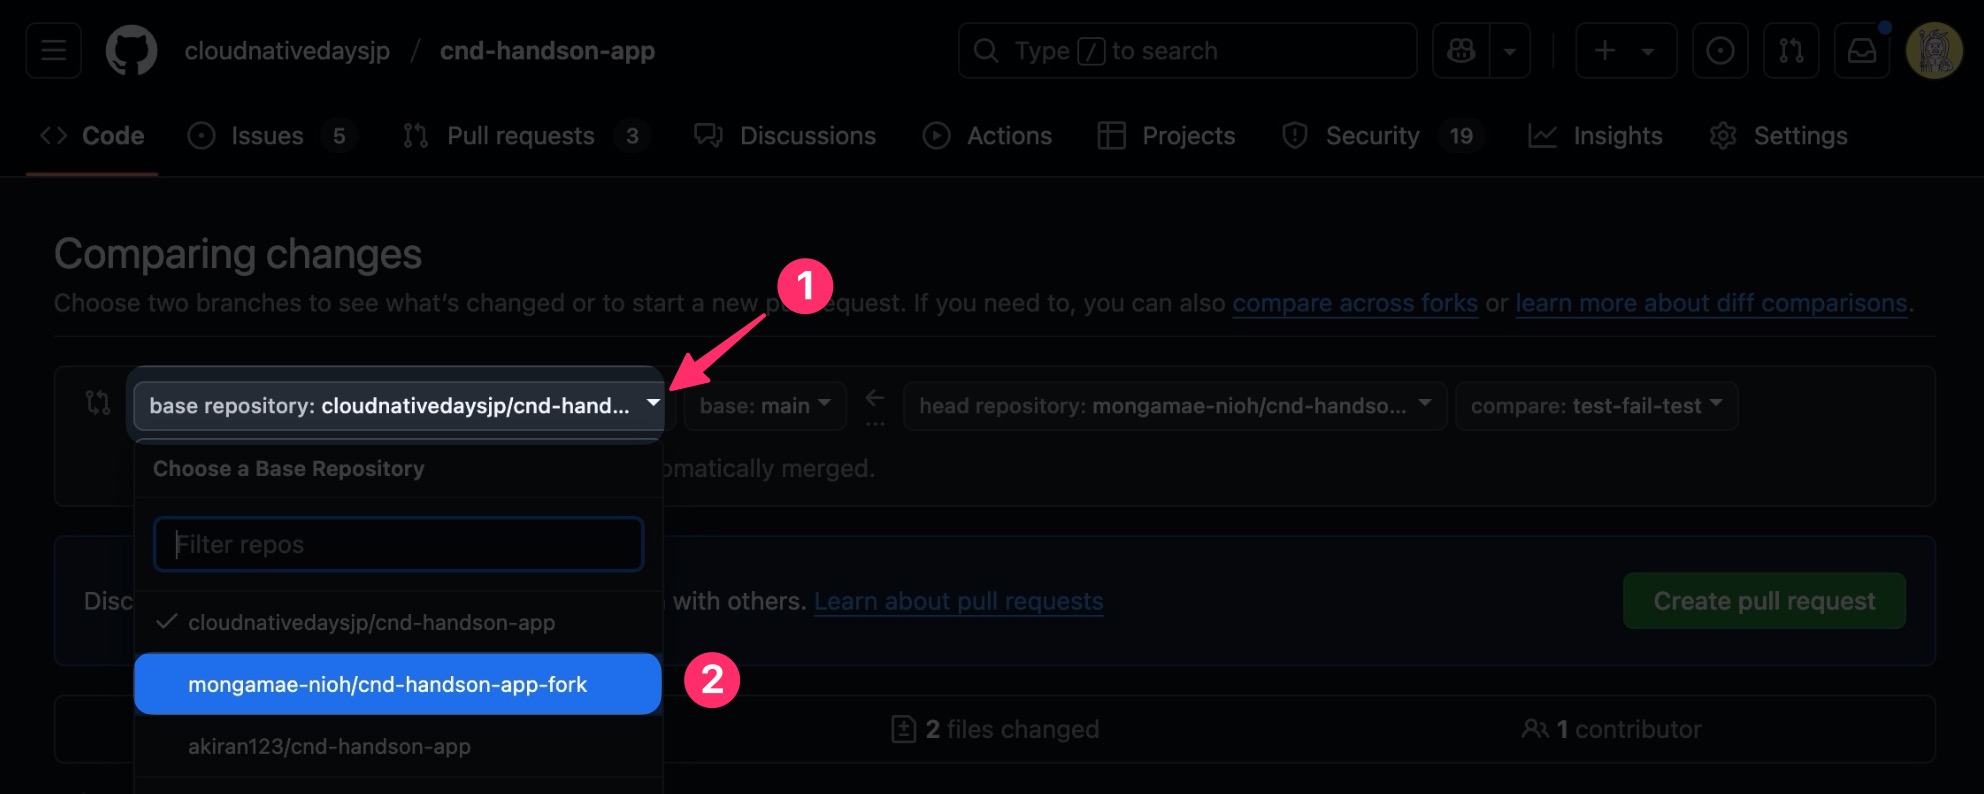 cloudnativedaysjp / cnd-handson-app
Type / to search
Code
Issues 5
Pull requests 3
Discussions
Actions
Projects
Security 19
Insights
Settings
Comparing changes
1
Choose two branches to see what's changed or to start a new p equest. If you need to, you can also compare across forks or learn more about diff comparisons.
base repository: cloudnativedaysjp/cnd-hand...
base: main
head repository: mongamae-nioh/cnd-handso...
compare: test-fail-test
Choose a Base Repository
omatically merged.
Filter repos
Disc
with others. Learn about pull requests
Create pull request
cloudnativedaysjp/cnd-handson-app
mongamae-nioh/cnd-handson-app-fork
2
akiran123/cnd-handson-app
2 files changed
1 contributor